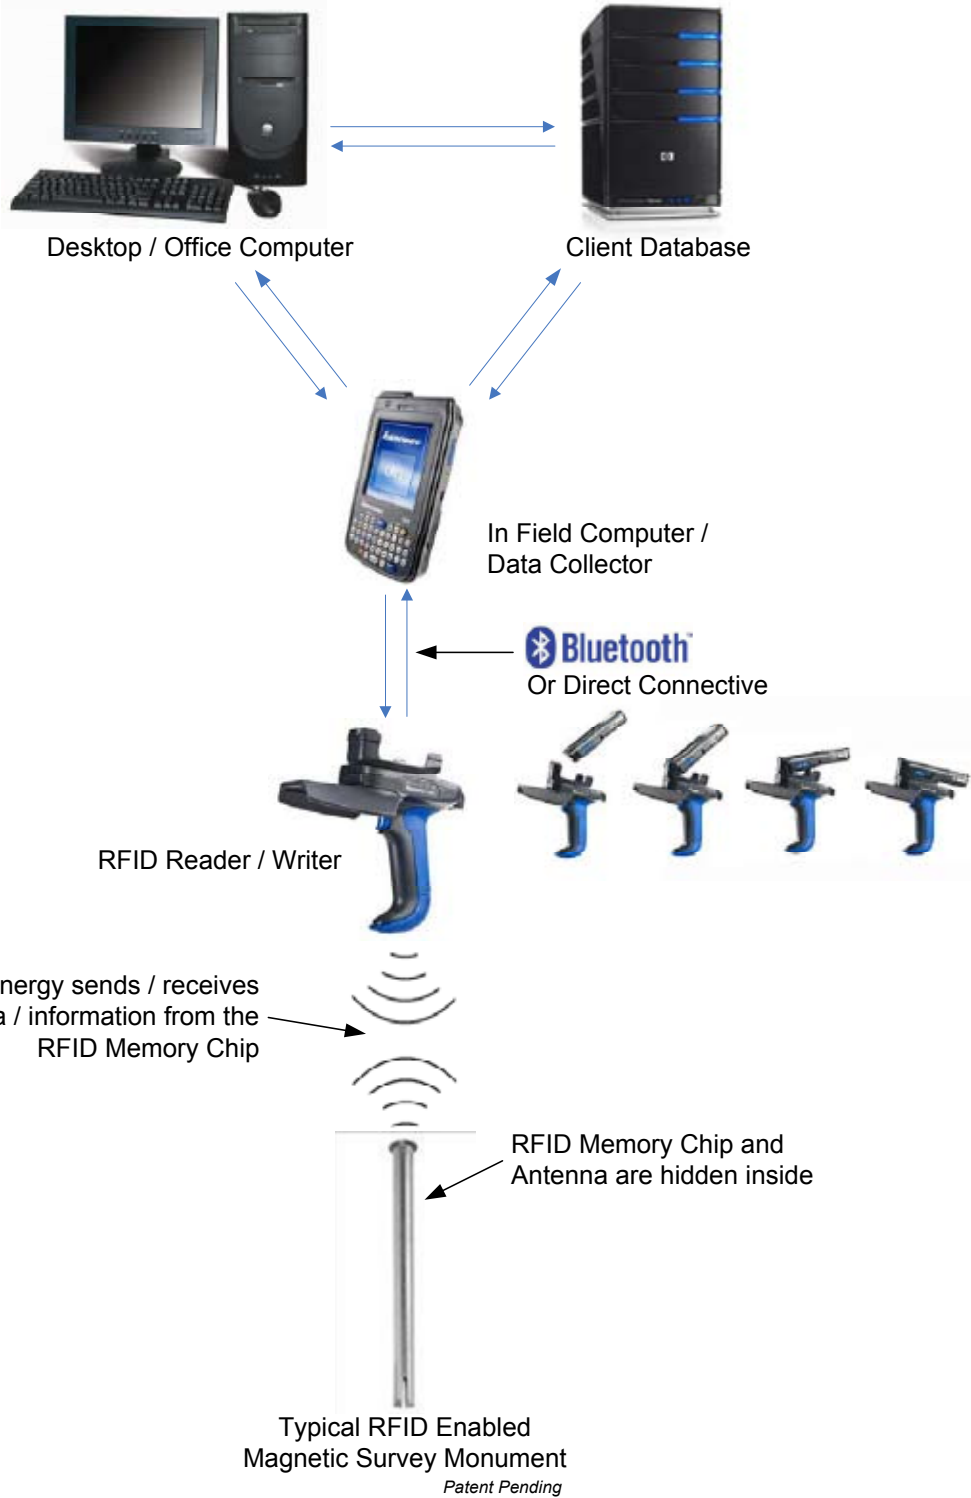 Desktop / Office Computer
Client Database
In Field Computer /
Data Collector
Bluetooth™
Or Direct Connective
RFID Reader / Writer
nergy sends / receives
a / information from the
RFID Memory Chip
RFID Memory Chip and
Antenna are hidden inside
Typical RFID Enabled
Magnetic Survey Monument
Patent Pending